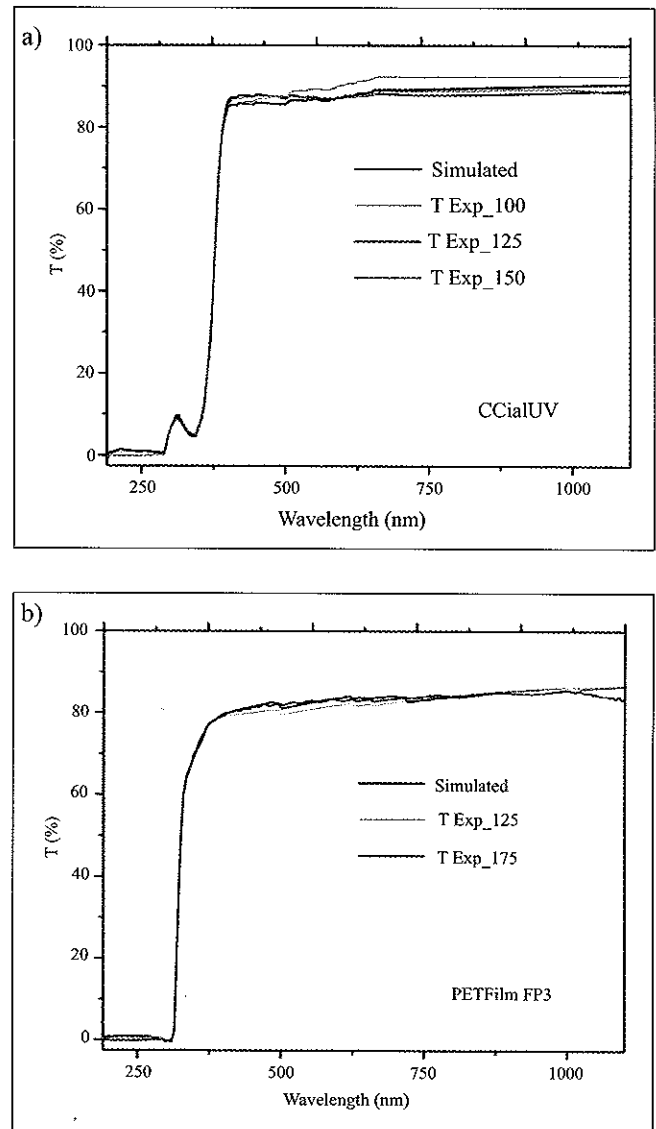 a)
100
80
60
40
20
0
T (%)
Simulated
T Exp_100
T Exp_125
T Exp_150
CCialUV
250
500
750
1000
Wavelength (nm)
b)
100
80
60
40
20
0
T (%)
Simulated
T Exp_125
T Exp_175
PETFilm FP3
250
500
750
1000
Wavelength (nm)